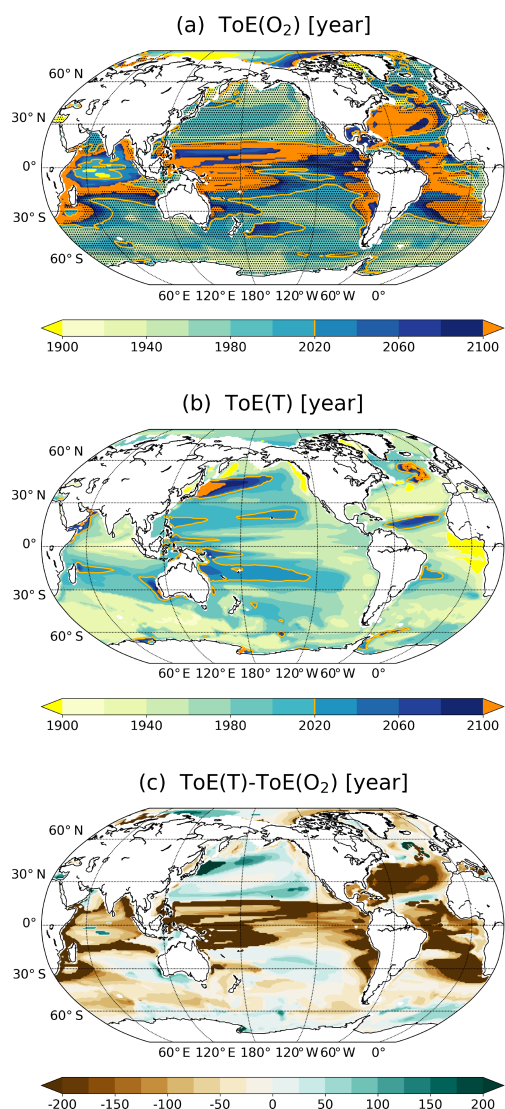 (a) ToE(O₂) [year]
60° N
30° N
0°
30° S
60° S
60° E 120° E 180° 120° W 60° W 0°
1900 1940 1980 2020 2060 2100
(b) ToE(T) [year]
60° N
30° N
0°
30° S
60° S
60° E 120° E 180° 120° W 60° W 0°
1900 1940 1980 2020 2060 2100
(c) ToE(T)-ToE(O₂) [year]
60° N
30° N
0°
30° S
60° S
60° E 120° E 180° 120° W 60° W 0°
-200 -150 -100 -50 0 50 100 150 200